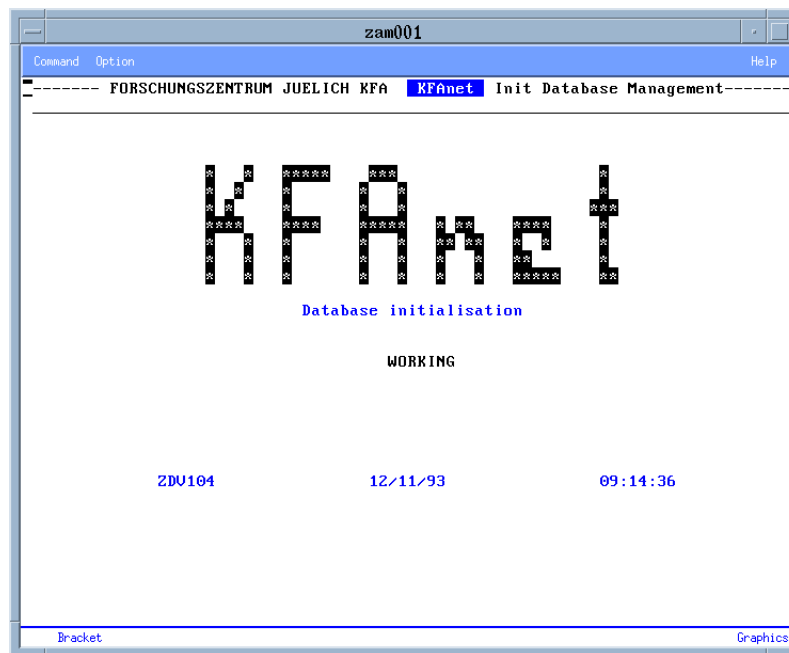 zam001
Command Option Help
------- FORSCHUNGSZENTRUM JUELICH KFA KFAnet Init Database Management-------
KFAnet
Database initialisation
WORKING
ZDV104 12/11/93 09:14:36
Bracket Graphics